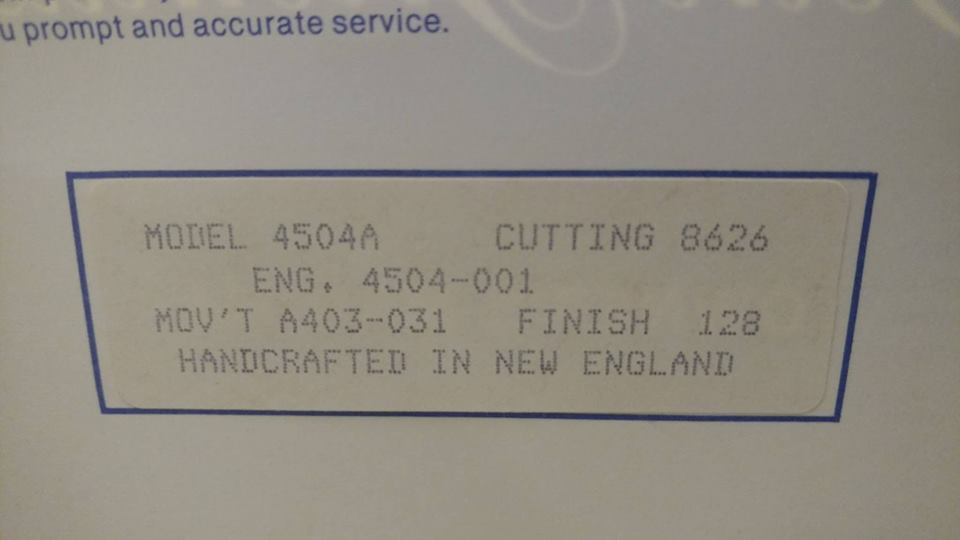 u prompt and accurate service.
MODEL 4504A CUTTING 8626
ENG. 4504-001
MOV'T A403-031 FINISH 128
HANDCRAFTED IN NEW ENGLAND